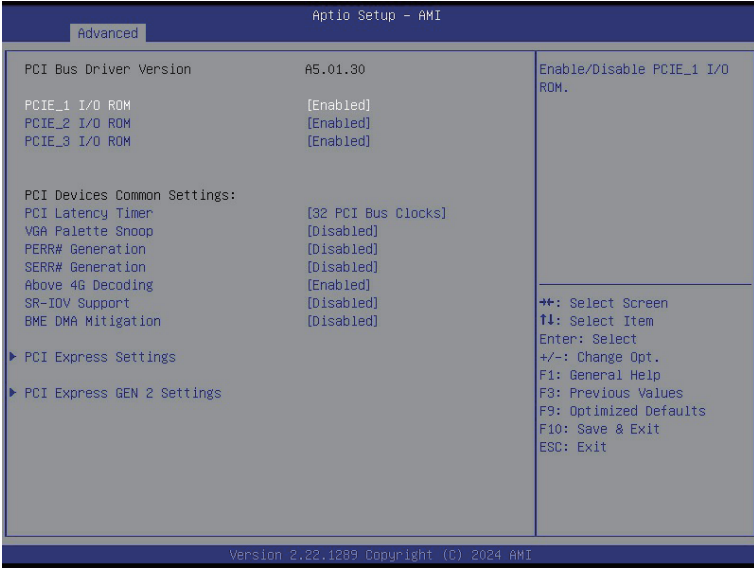 Aptio Setup – AMI
Advanced
PCI Bus Driver Version A5.01.30
PCIE_1 I/O ROM [Enabled]
PCIE_2 I/O ROM [Enabled]
PCIE_3 I/O ROM [Enabled]
PCI Devices Common Settings:
PCI Latency Timer [32 PCI Bus Clocks]
VGA Palette Snoop [Disabled]
PERR# Generation [Disabled]
SERR# Generation [Disabled]
Above 4G Decoding [Enabled]
SR-IOV Support [Disabled]
BME DMA Mitigation [Disabled]
PCI Express Settings
PCI Express GEN 2 Settings
Enable/Disable PCIE_1 I/O
ROM.
→←: Select Screen
↑↓: Select Item
Enter: Select
+/-: Change Opt.
F1: General Help
F3: Previous Values
F9: Optimized Defaults
F10: Save & Exit
ESC: Exit
Version 2.22.1289 Copyright (C) 2024 AMI